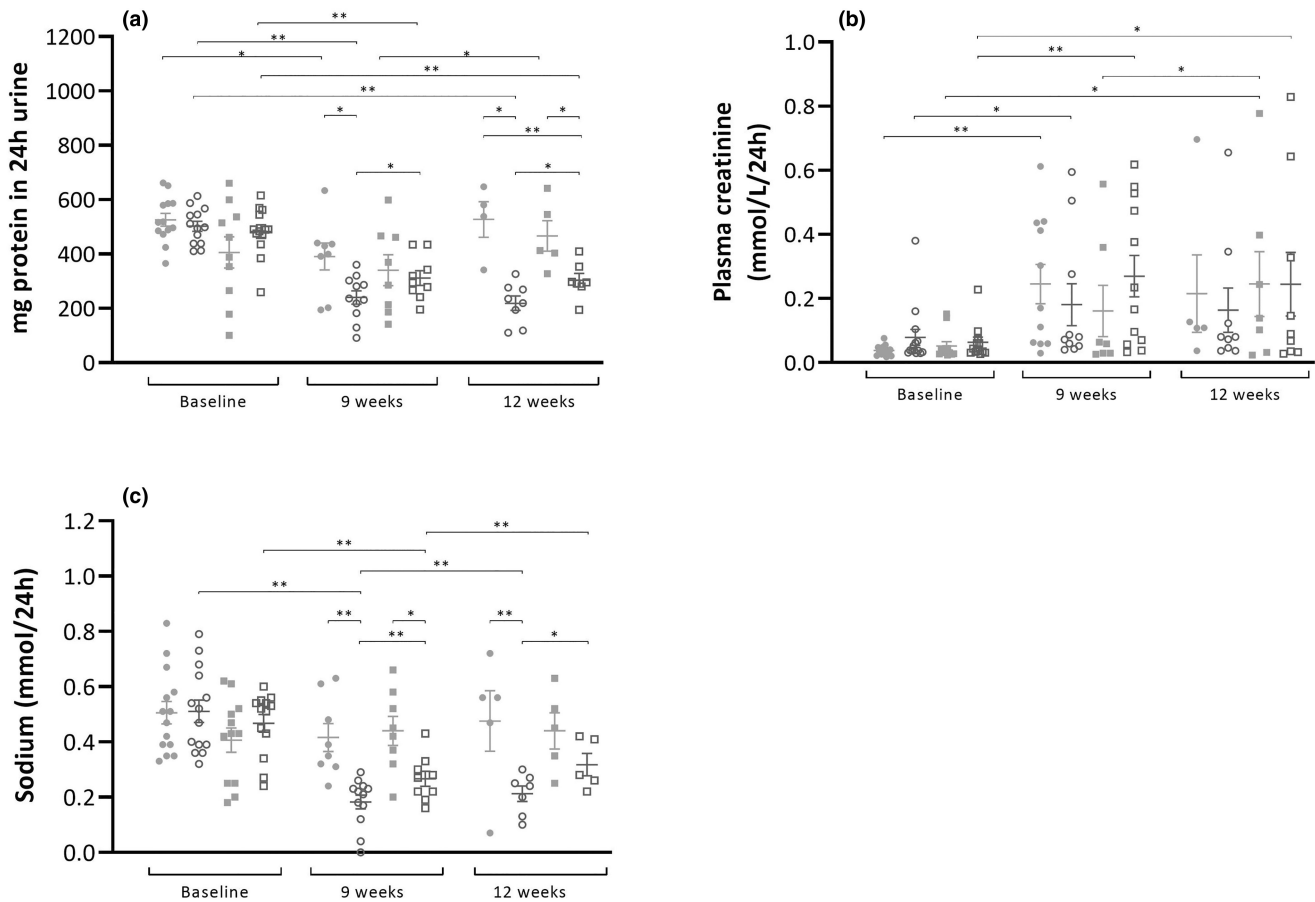 (a)
mg protein in 24h urine
1200
1000
800
600
400
200
0
**
**
*
*
**
**
*
*
*
*
**
*
Baseline
9 weeks
12 weeks
(b)
Plasma creatinine
(mmol/L/24h)
1.0
0.8
0.6
0.4
0.2
0.0
*
**
*
*
*
**
Baseline
9 weeks
12 weeks
(c)
Sodium (mmol/24h)
1.2
1.0
0.8
0.6
0.4
0.2
0.0
**
**
**
**
**
*
**
**
*
Baseline
9 weeks
12 weeks